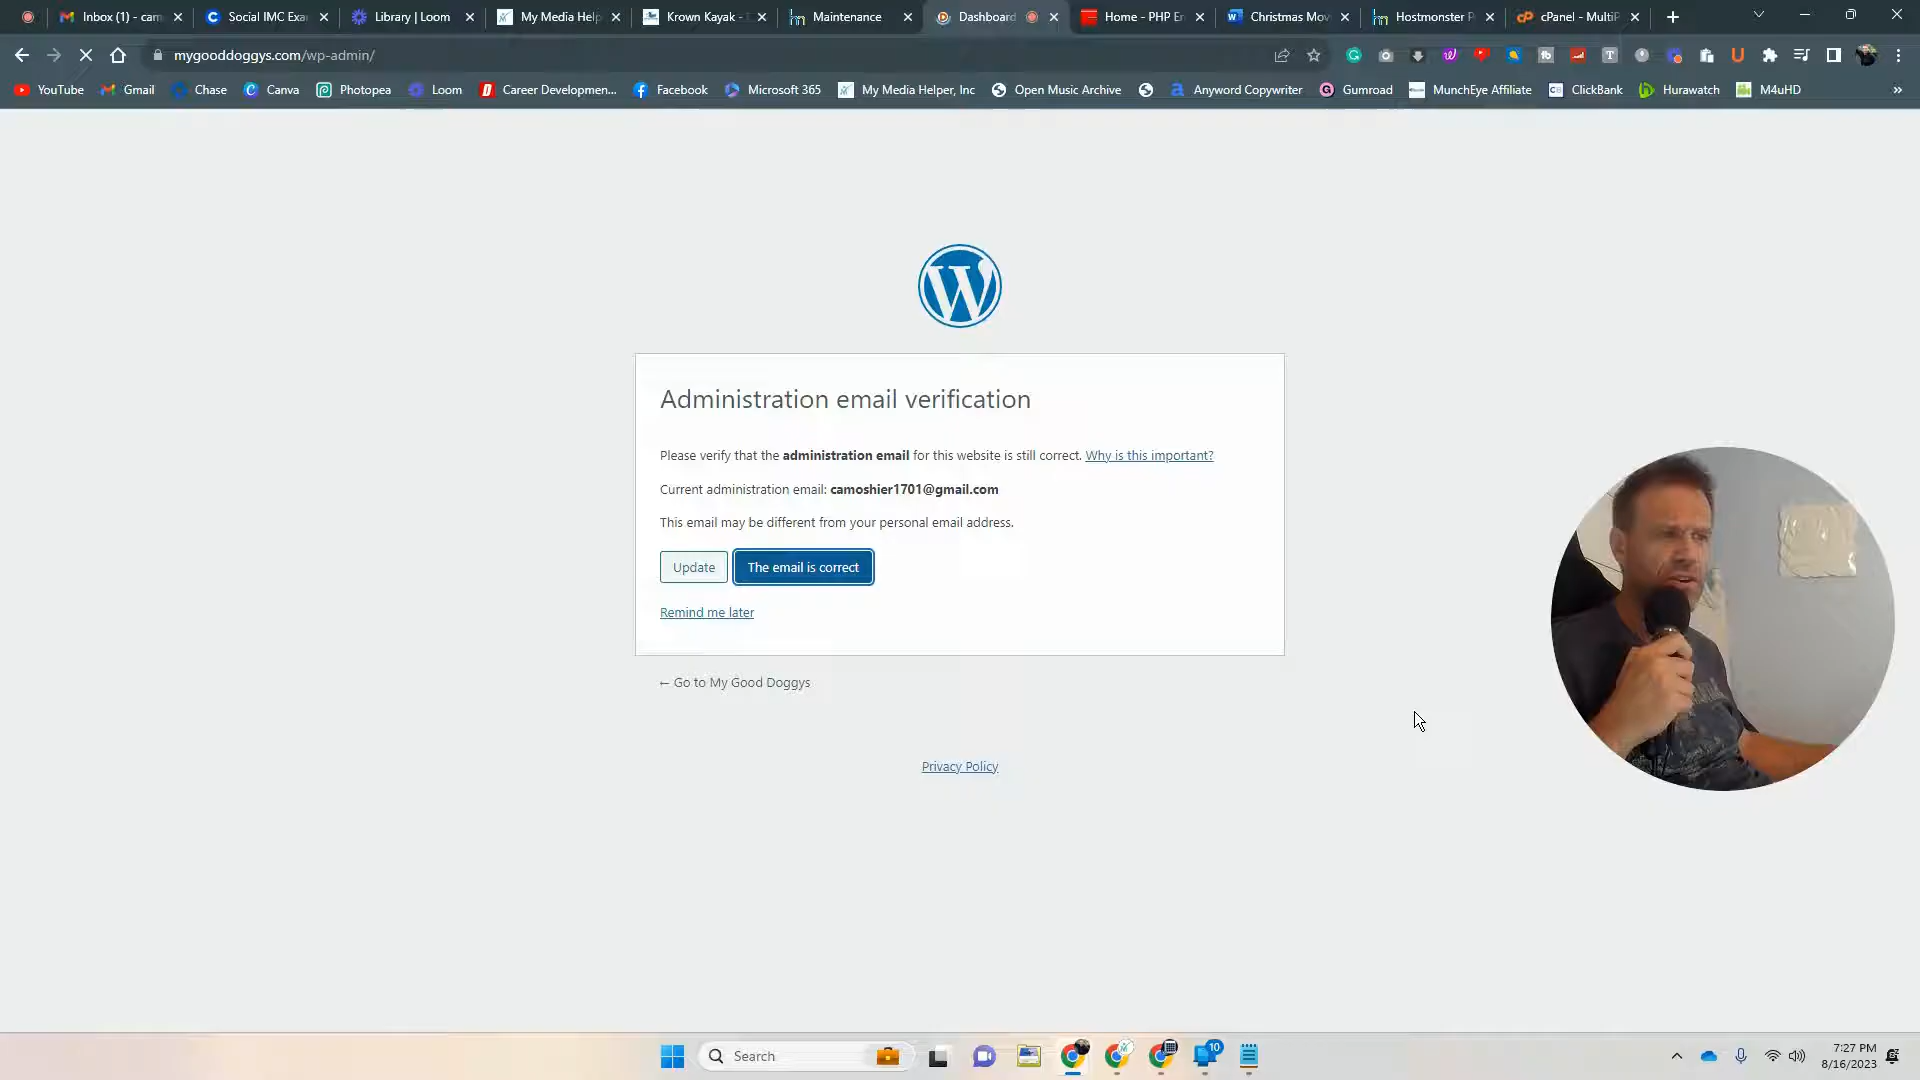 Inbox (1) - cam
Social IMC Exa
Library | Loom
My Media Help
Krown Kayak -
Maintenance
Dashboard
Home - PHP En
Christmas Mov
Hostmonster P
cPanel - MultiP
mygooddoggys.com/wp-admin/
YouTube
Gmail
Chase
Canva
Photopea
Loom
Career Developmen...
Facebook
Microsoft 365
My Media Helper, Inc
Open Music Archive
Anyword Copywriter
Gumroad
MunchEye Affiliate
ClickBank
Hurawatch
M4uHD
»
Administration email verification
Please verify that the administration email for this website is still correct. Why is this important?
Current administration email: camoshier1701@gmail.com
This email may be different from your personal email address.
Update
The email is correct
Remind me later
← Go to My Good Doggys
Privacy Policy
Search
10
7:27 PM
8/16/2023